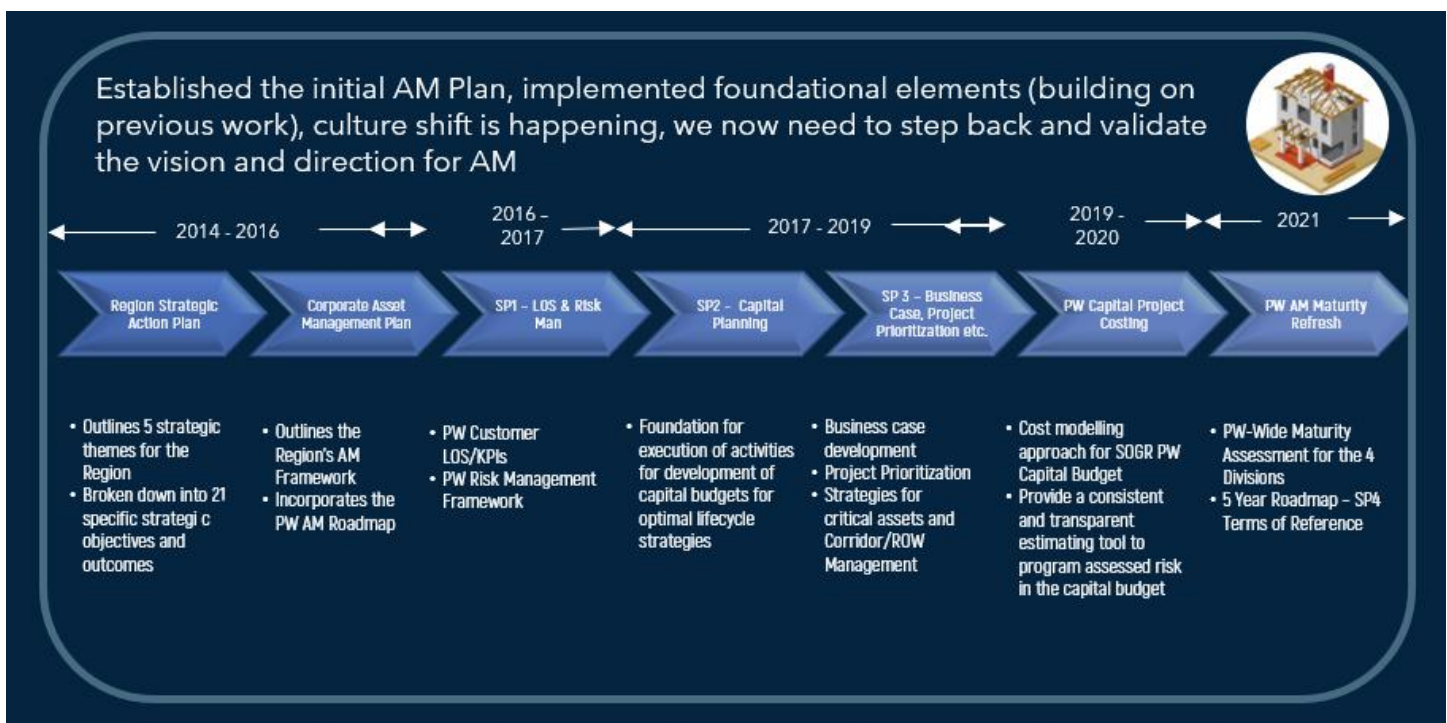 Established the initial AM Plan, implemented foundational elements (building on
previous work), culture shift is happening, we now need to step back and validate
the vision and direction for AM
2014 - 2016
2016 –
2017
2017 - 2019
2019 -
2020
2021
Region Strategic
Action Plan
Corporate Asset
Management Plan
SP1 – LOS & Risk
Man
SP2 – Capital
Planning
SP 3 – Business
Case, Project
Prioritization etc.
PW Capital Project
Costing
PW AM Maturity
Refresh
• Outlines 5 strategic
themes for the
Region
• Broken down into 21
specific strategi c
objectives and
outcomes
• Outlines the
Region's AM
Framework
• Incorporates the
PW AM Roadmap
• PW Customer
LOS/KPIs
• PW Risk Management
Framework
• Foundation for
execution of activities
for development of
capital budgets for
optimal lifecycle
strategies
• Business case
development
• Project Prioritization
• Strategies for
critical assets and
Corridor/ROW
Management
• Cost modelling
approach for SOGR PW
Capital Budget
• Provide a consistent
and transparent
estimating tool to
program assessed risk
in the capital budget
• PW-Wide Maturity
Assessment for the 4
Divisions
• 5 Year Roadmap – SP4
Terms of Reference